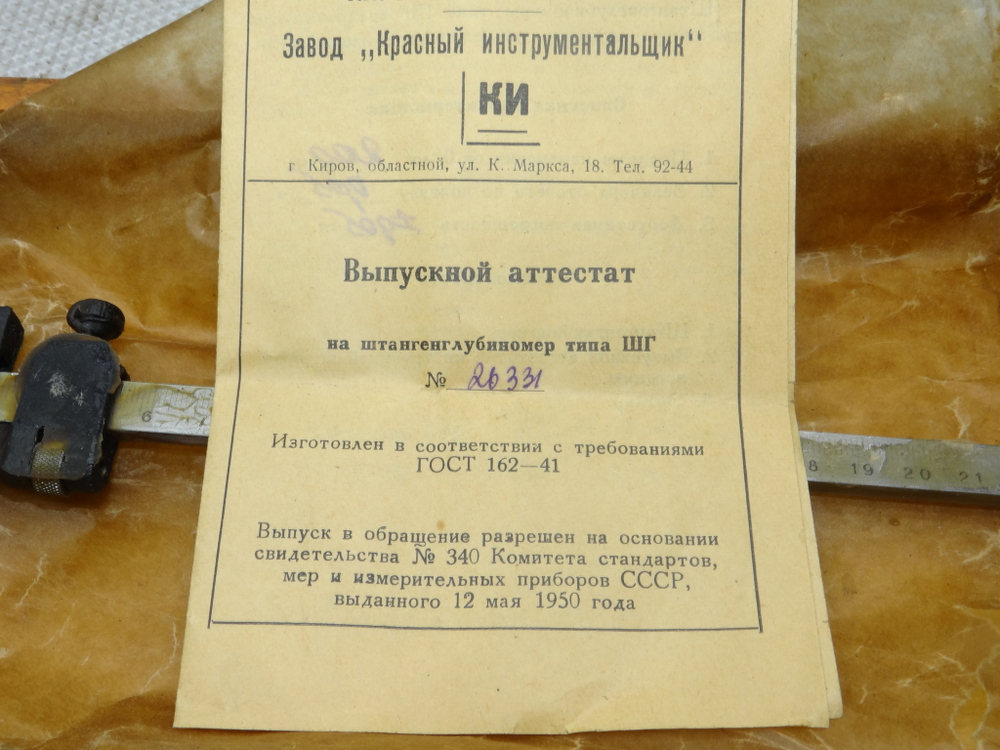 Завод „Красный инструментальщик“
КИ
г Киров, областной, ул. К. Маркса, 18. Тел. 92-44
Выпускной аттестат
на штангенглубиномер типа ШГ
№ 26331
Изготовлен в соответствии с требованиями
ГОСТ 162—41
Выпуск в обращение разрешен на основании
свидетельства № 340 Комитета стандартов,
мер и измерительных приборов СССР,
выданного 12 мая 1950 года
6
8 19 20 21